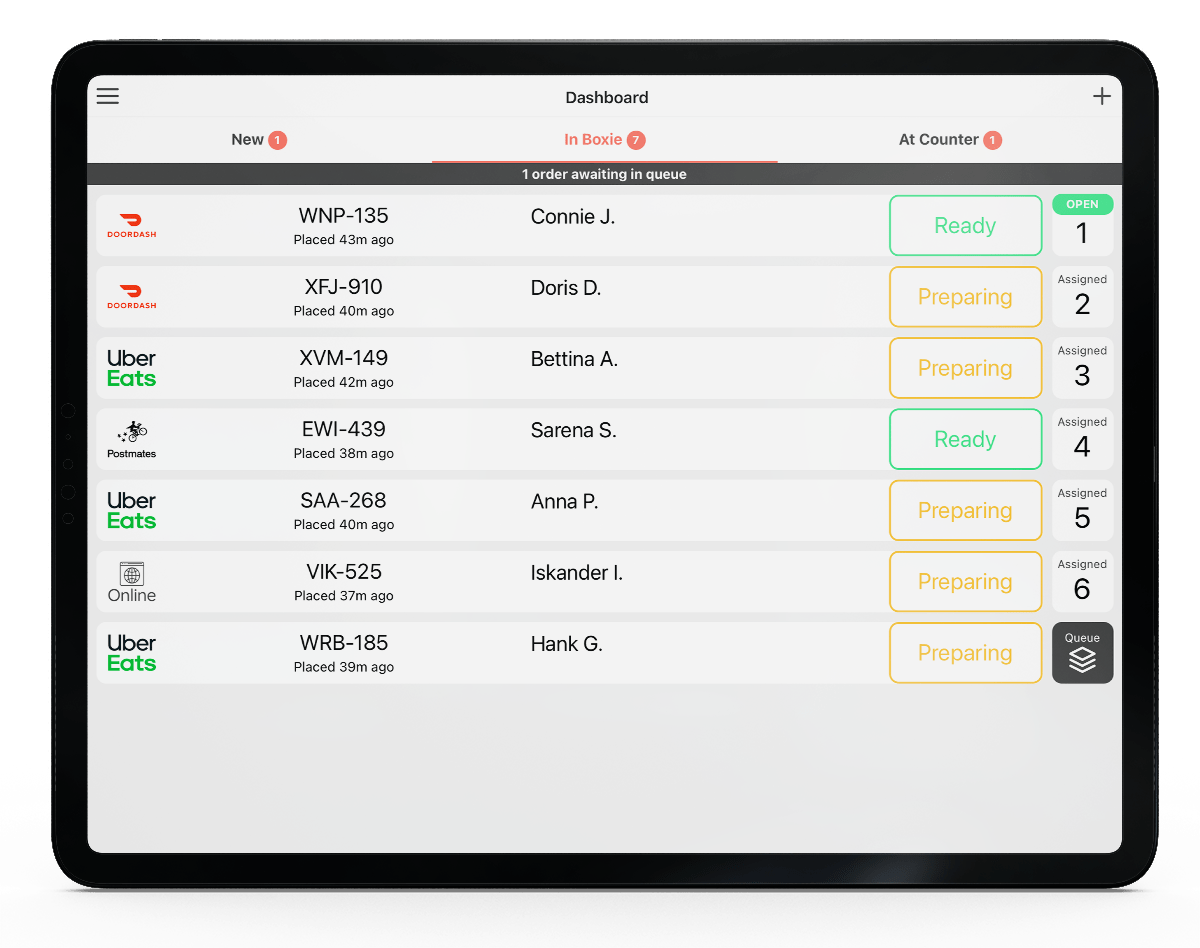 Dashboard
New 1
In Boxie 7
At Counter 1
1 order awaiting in queue
DOORDASH
WNP-135
Placed 43m ago
Connie J.
Ready
OPEN
1
DOORDASH
XFJ-910
Placed 40m ago
Doris D.
Preparing
Assigned
2
Uber
Eats
XVM-149
Placed 42m ago
Bettina A.
Preparing
Assigned
3
Postmates
EWI-439
Placed 38m ago
Sarena S.
Ready
Assigned
4
Uber
Eats
SAA-268
Placed 40m ago
Anna P.
Preparing
Assigned
5
Online
VIK-525
Placed 37m ago
Iskander I.
Preparing
Assigned
6
Uber
Eats
WRB-185
Placed 39m ago
Hank G.
Preparing
Queue